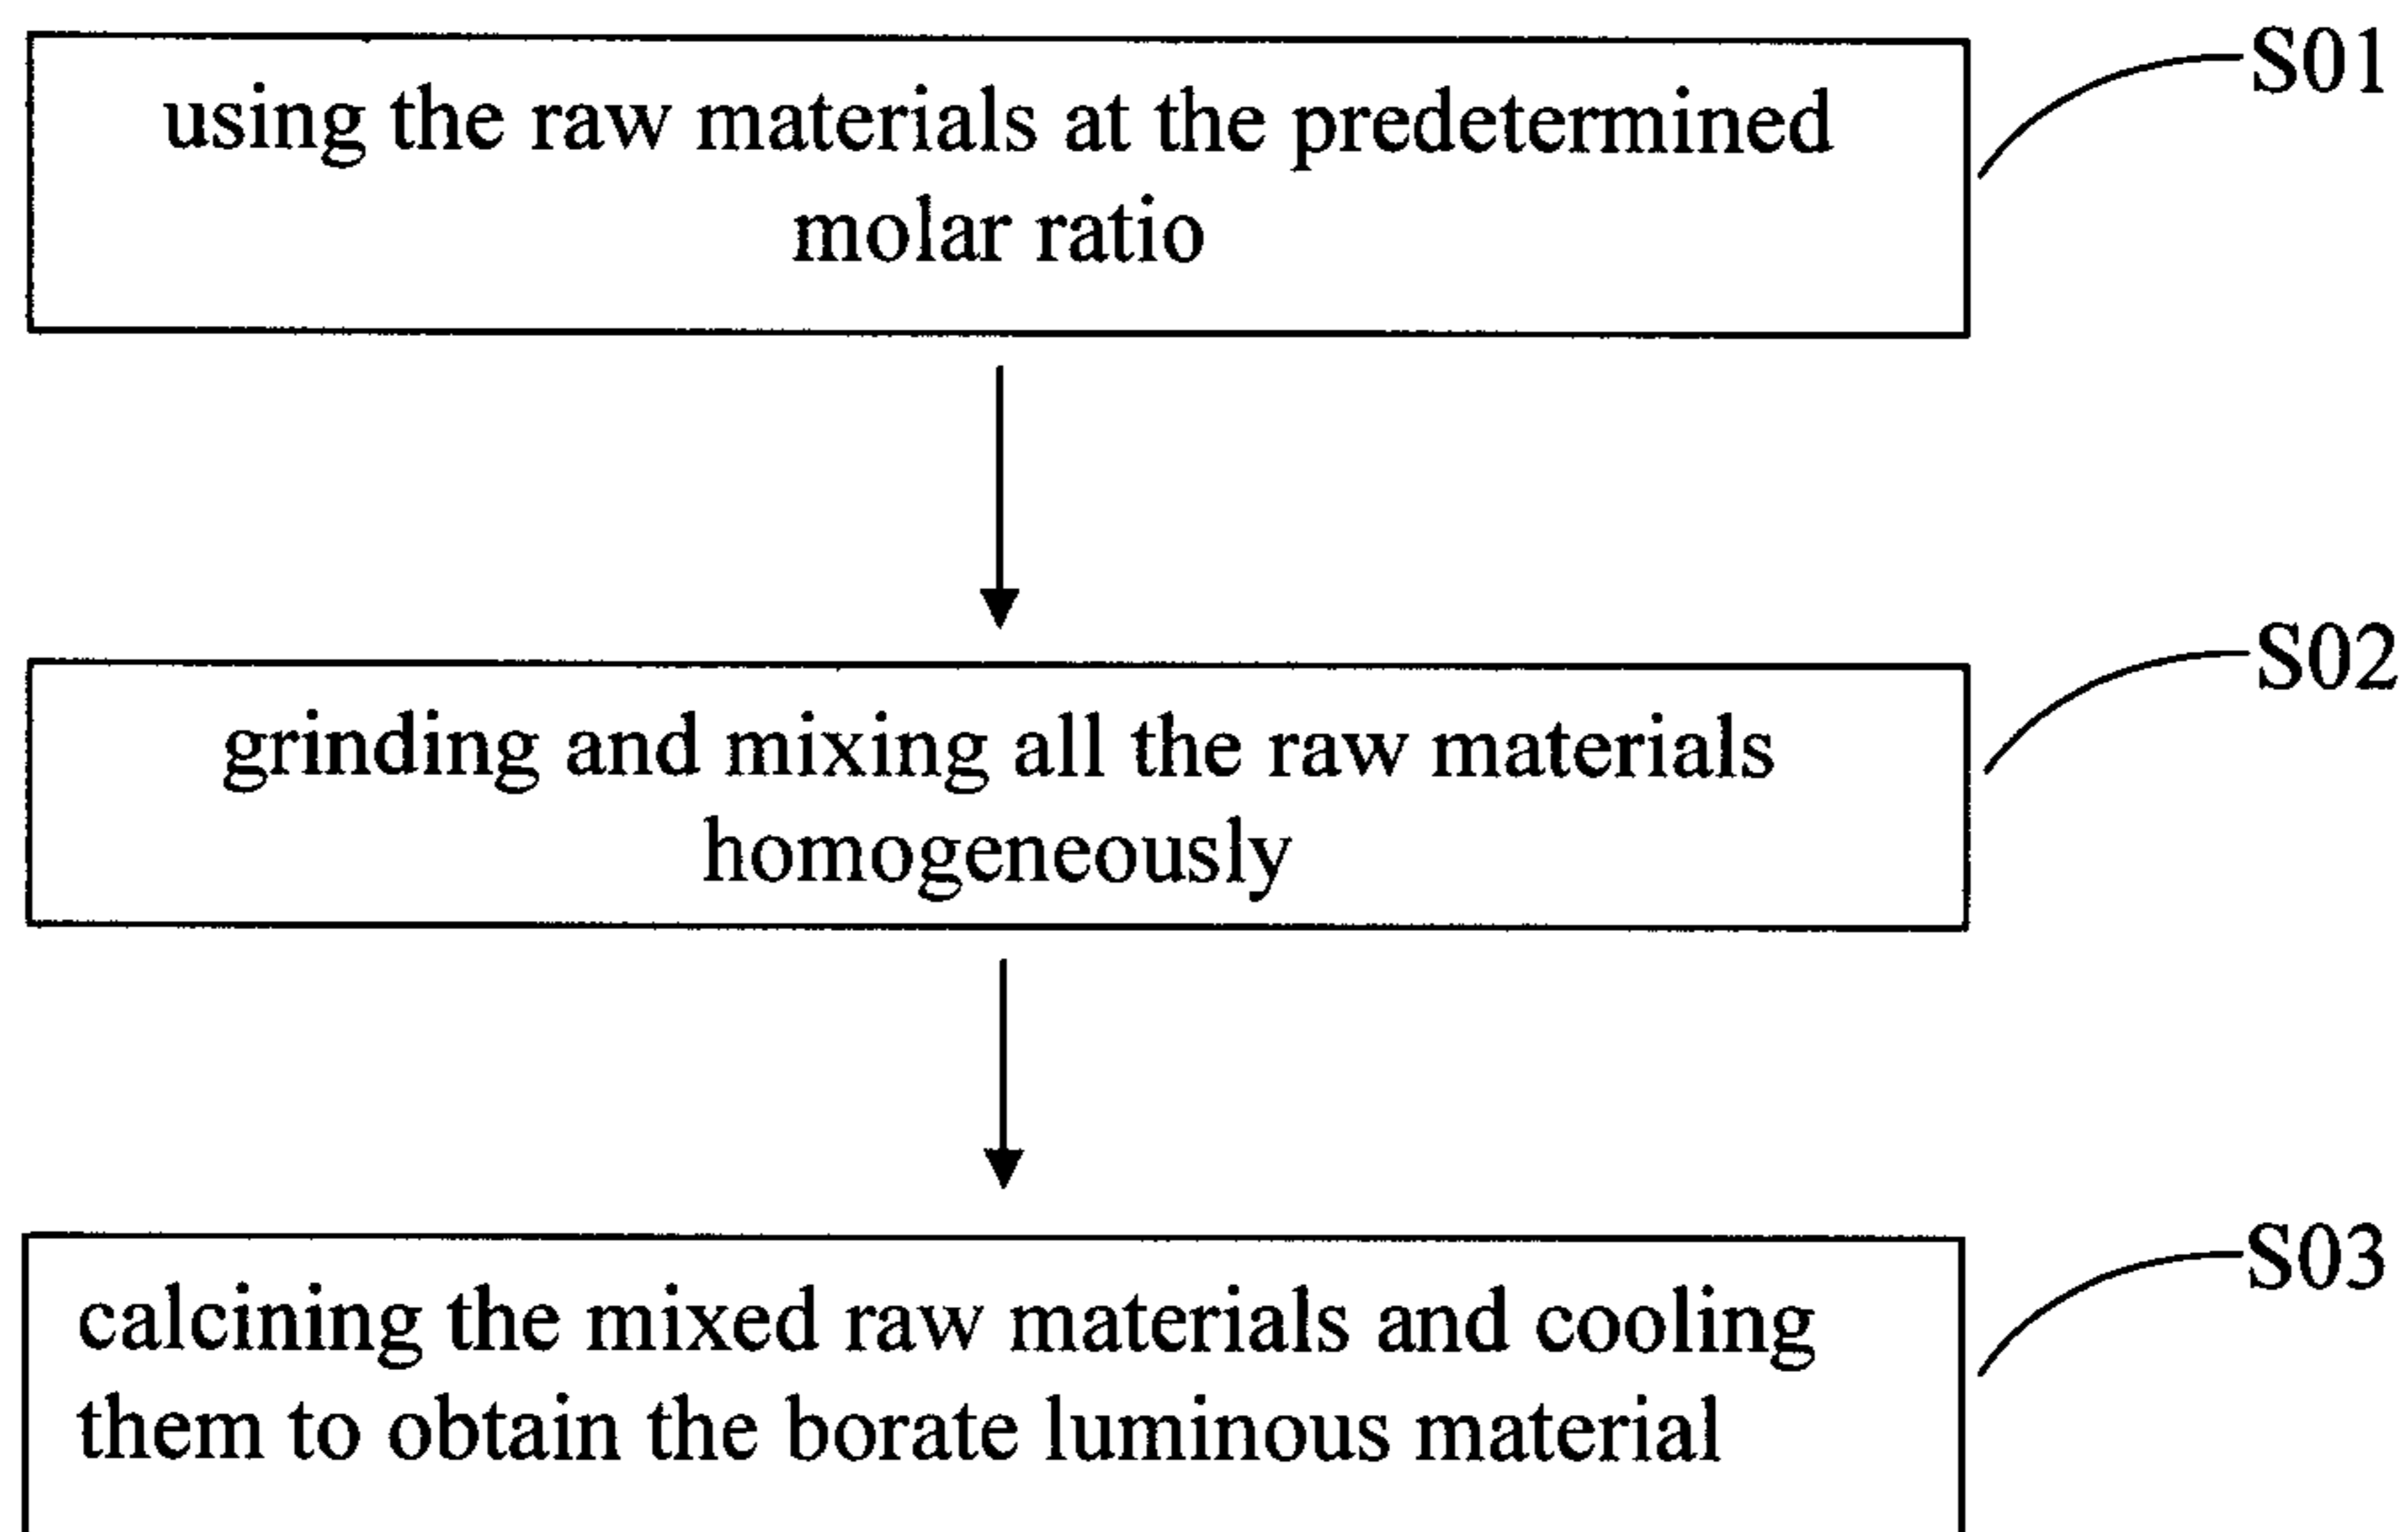 using the raw materials at the predetermined
molar ratio
S01
grinding and mixing all the raw materials
homogeneously
S02
calcining the mixed raw materials and cooling
them to obtain the borate luminous material
S03